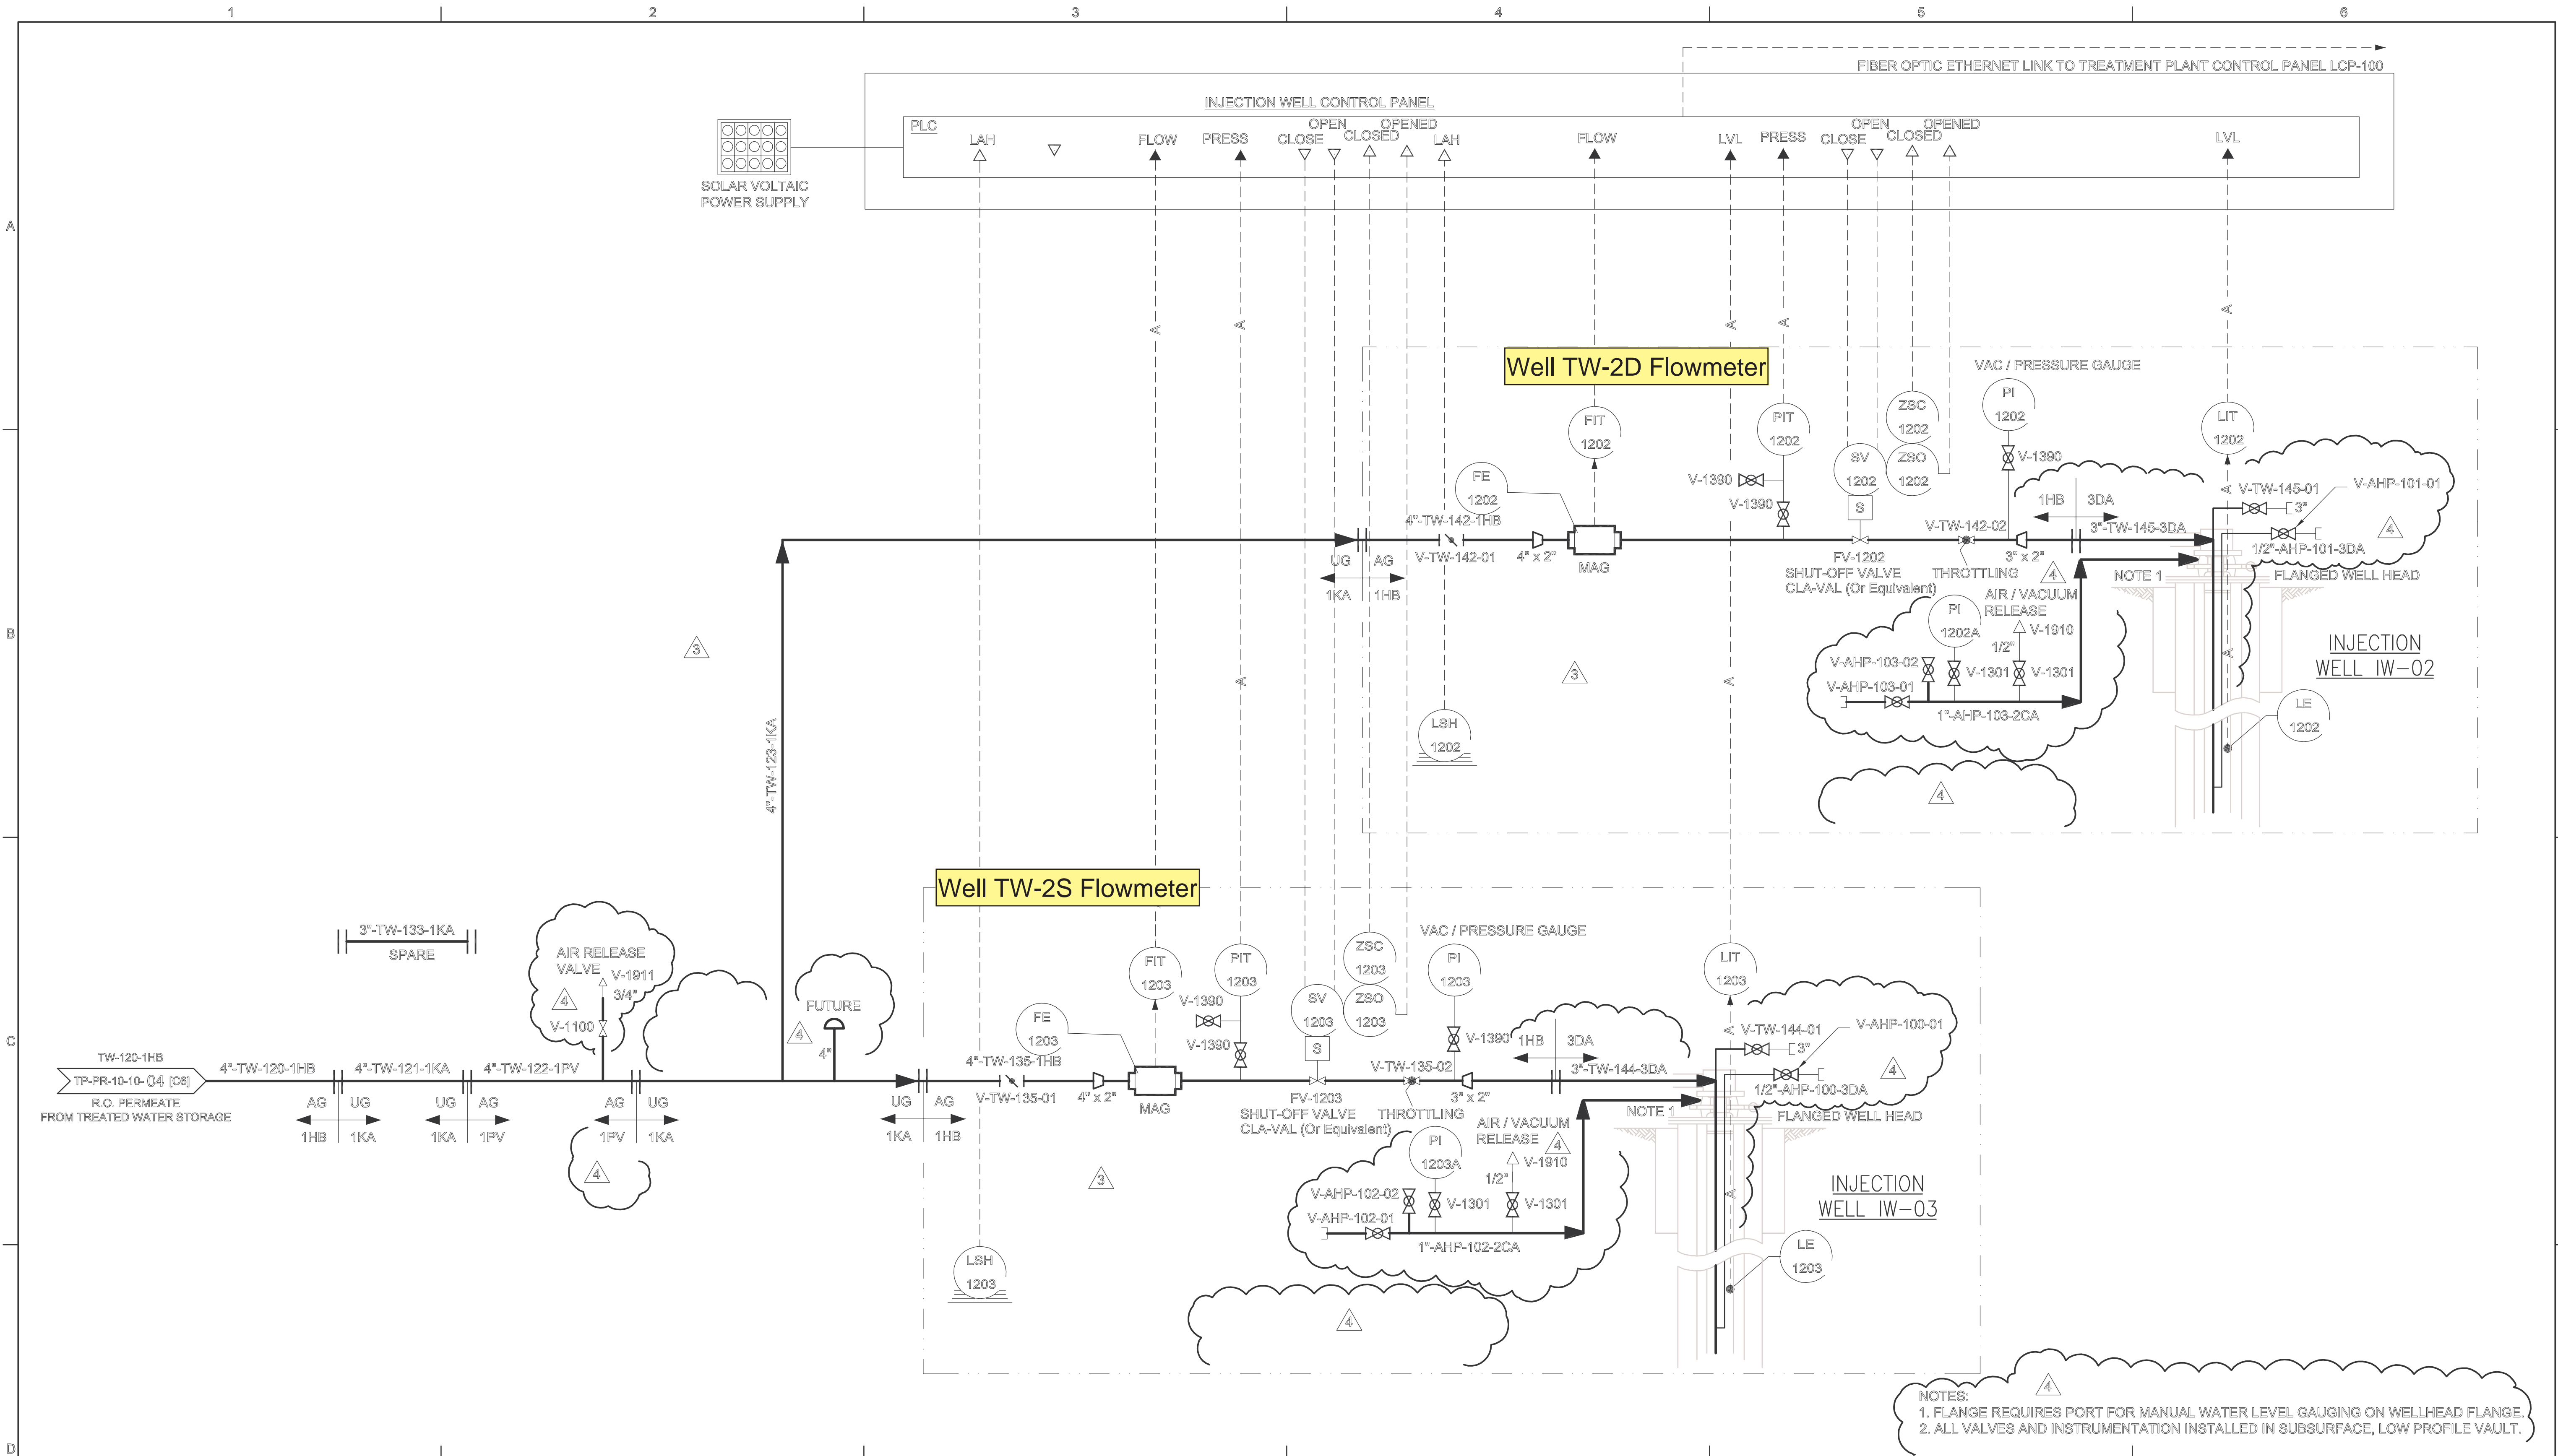 1
2
3
4
5
6
FIBER OPTIC ETHERNET LINK TO TREATMENT PLANT CONTROL PANEL LCP-100
INJECTION WELL CONTROL PANEL
PLC
LAH
FLOW
PRESS
CLOSE
OPEN
CLOSED
OPENED
LAH
FLOW
LVL
PRESS
CLOSE
OPEN
CLOSED
OPENED
LVL
SOLAR VOLTAIC
POWER SUPPLY
A
A
A
A
A
A
Well TW-2D Flowmeter
VAC / PRESSURE GAUGE
FIT
1202
PIT
1202
ZSC
1202
PI
1202
LIT
1202
FE
1202
V-1390
V-1390
SV
1202
S
ZSO
1202
V-1390
1HB
3DA
A
V-TW-145-01
V-AHP-101-01
3"
4
4"-TW-142-1HB
V-TW-142-01
4" x 2"
MAG
FV-1202
SHUT-OFF VALVE
CLA-VAL (Or Equivalent)
V-TW-142-02
THROTTLING
3" x 2"
3"-TW-145-3DA
1/2"-AHP-101-3DA
FLANGED WELL HEAD
NOTE 1
UG
AG
1KA
1HB
4
AIR / VACUUM
RELEASE
PI
1202A
V-1910
1/2"
V-AHP-103-02
V-1301
V-1301
V-AHP-103-01
1"-AHP-103-2CA
B
3
3
A
A
A
INJECTION
WELL IW-02
LE
1202
LSH
1202
4
4"-TW-123-1KA
Well TW-2S Flowmeter
3"-TW-133-1KA
SPARE
AIR RELEASE
VALVE
V-1911
3/4"
4
V-1100
FUTURE
4
4"
VAC / PRESSURE GAUGE
FIT
1203
PIT
1203
ZSC
1203
PI
1203
LIT
1203
FE
1203
V-1390
V-1390
SV
1203
S
ZSO
1203
V-1390
1HB
3DA
A
V-TW-144-01
V-AHP-100-01
3"
4
C
TW-120-1HB
TP-PR-10-10-04 [C6]
R.O. PERMEATE
FROM TREATED WATER STORAGE
4"-TW-120-1HB
4"-TW-121-1KA
4"-TW-122-1PV
AG
UG
1HB
1KA
UG
AG
1KA
1PV
AG
UG
1PV
1KA
4
UG
AG
1KA
1HB
4"-TW-135-1HB
V-TW-135-01
4" x 2"
MAG
FV-1203
SHUT-OFF VALVE
CLA-VAL (Or Equivalent)
V-TW-135-02
THROTTLING
3" x 2"
3"-TW-144-3DA
1/2"-AHP-100-3DA
FLANGED WELL HEAD
NOTE 1
AIR / VACUUM
RELEASE
4
PI
1203A
V-1910
1/2"
V-AHP-102-02
V-1301
V-1301
V-AHP-102-01
1"-AHP-102-2CA
3
A
INJECTION
WELL IW-03
LE
1203
LSH
1203
4
4
NOTES:
1. FLANGE REQUIRES PORT FOR MANUAL WATER LEVEL GAUGING ON WELLHEAD FLANGE.
2. ALL VALVES AND INSTRUMENTATION INSTALLED IN SUBSURFACE, LOW PROFILE VAULT.
D